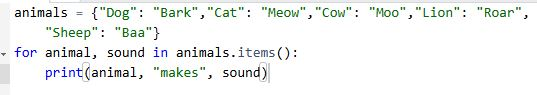 animals = {"Dog": "Bark","Cat": "Meow","Cow": "Moo","Lion": "Roar",
    "Sheep": "Baa"}
for animal, sound in animals.items():
    print(animal, "makes", sound)